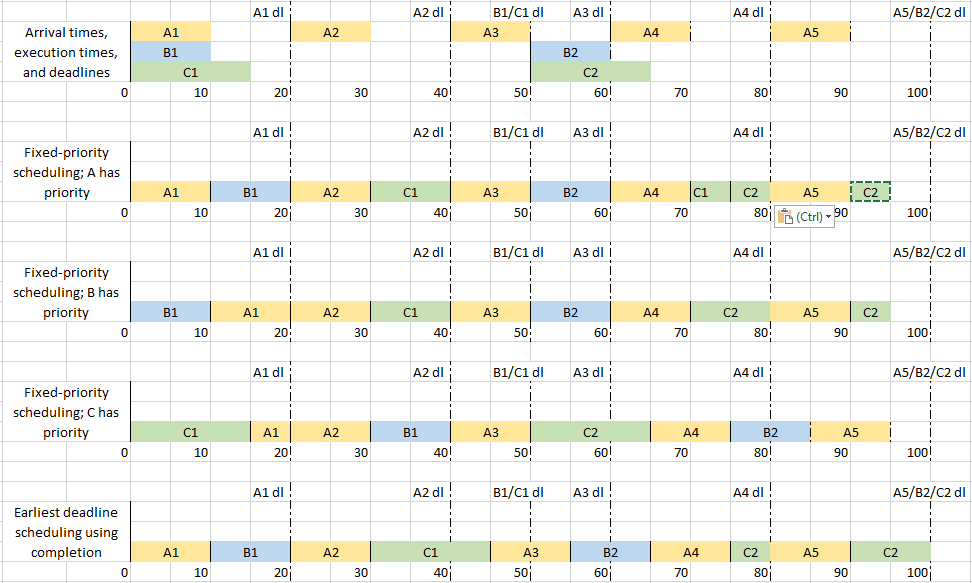 A1 dl A2 dl B1/C1 dl A3 dl A4 dl A5/B2/C2 dl
Arrival times, A1 A2 A3 A4 A5
execution times, B1 B2
and deadlines C1 C2
0 10 20 30 40 50 60 70 80 90 100
A1 dl A2 dl B1/C1 dl A3 dl A4 dl A5/B2/C2 dl
Fixed-priority
scheduling; A has
priority A1 B1 A2 C1 A3 B2 A4 C1 C2 A5 C2
0 10 20 30 40 50 60 70 80 (Ctrl) 90 100
A1 dl A2 dl B1/C1 dl A3 dl A4 dl A5/B2/C2 dl
Fixed-priority
scheduling; B has
priority B1 A1 A2 C1 A3 B2 A4 C2 A5 C2
0 10 20 30 40 50 60 70 80 90 100
A1 dl A2 dl B1/C1 dl A3 dl A4 dl A5/B2/C2 dl
Fixed-priority
scheduling; C has
priority C1 A1 A2 B1 A3 C2 A4 B2 A5
0 10 20 30 40 50 60 70 80 90 100
A1 dl A2 dl B1/C1 dl A3 dl A4 dl A5/B2/C2 dl
Earliest deadline
scheduling using
completion A1 B1 A2 C1 A3 B2 A4 C2 A5 C2
0 10 20 30 40 50 60 70 80 90 100